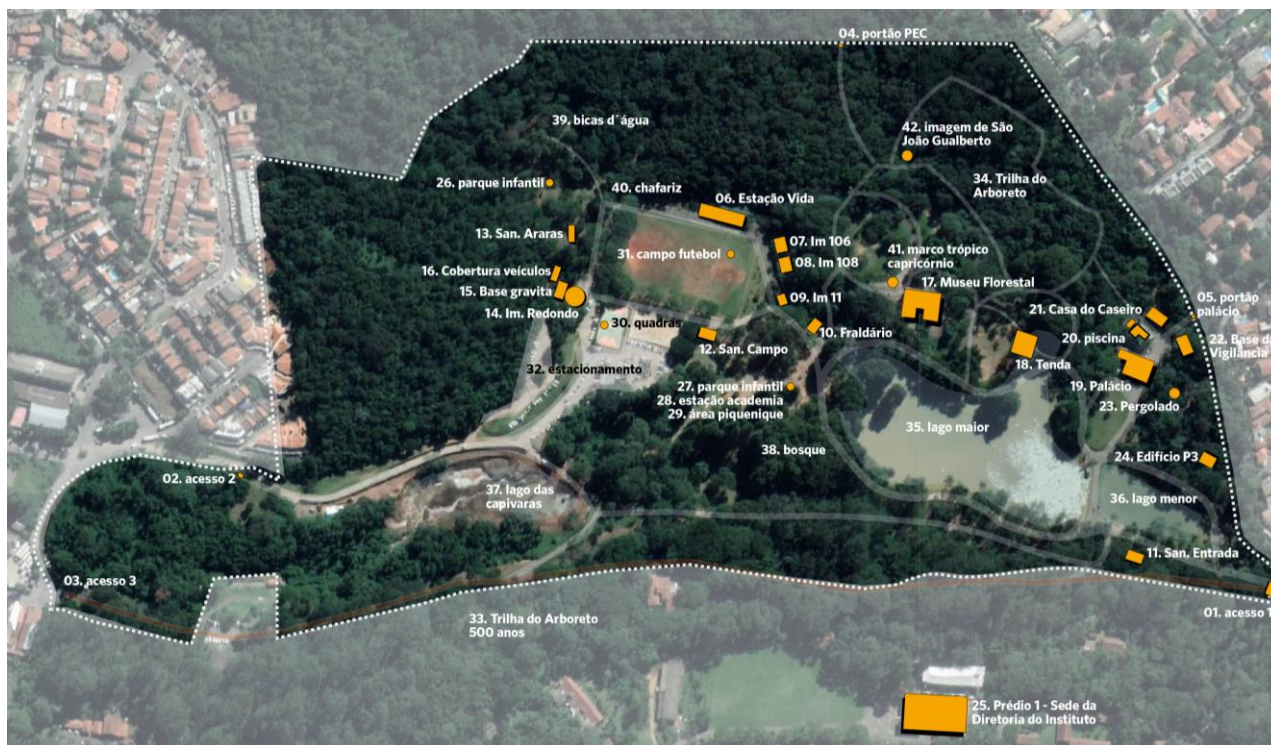 04. portão PEC
39. bicas d´água
42. imagem de São
João Gualberto
26. parque infantil
40. chafariz
34. Trilha do
Arboreto
06. Estação Vida
13. San. Araras
07. Im 106
31. campo futebol
08. Im 108
41. marco trópico
capricórnio
16. Cobertura veículos
17. Museu Florestal
15. Base gravita
09. Im 11
05. portão
palácio
14. Im. Redondo
21. Casa do Caseiro
30. quadras
10. Fraldário
20. piscina
22. Base da
Vigilância
12. San. Campo
18. Tenda
32. estacionamento
19. Palácio
27. parque infantil
28. estação academia
29. área piquenique
23. Pergolado
35. lago maior
38. bosque
24. Edifício P3
02. acesso 2
37. lago das
capivaras
36. lago menor
11. San. Entrada
03. acesso 3
01. acesso 1
33. Trilha do Arboreto
500 anos
25. Prédio 1 - Sede da
Diretoria do Instituto